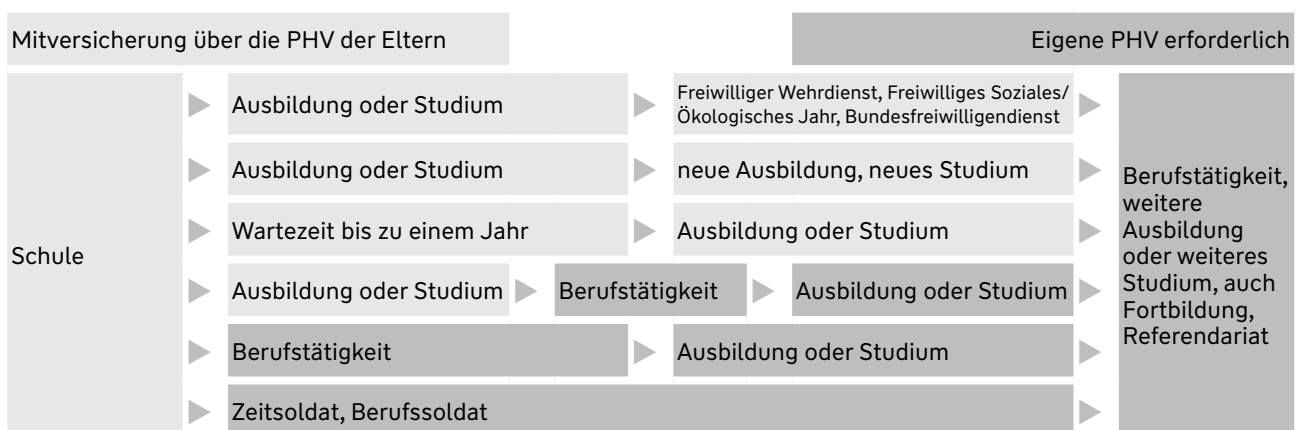 Mitversicherung über die PHV der Eltern
Eigene PHV erforderlich
Schule
Ausbildung oder Studium
Freiwilliger Wehrdienst, Freiwilliges Soziales/
Ökologisches Jahr, Bundesfreiwilligendienst
Ausbildung oder Studium
neue Ausbildung, neues Studium
Wartezeit bis zu einem Jahr
Ausbildung oder Studium
Ausbildung oder Studium
Berufstätigkeit
Ausbildung oder Studium
Berufstätigkeit
Ausbildung oder Studium
Zeitsoldat, Berufssoldat
Berufstätigkeit,
weitere
Ausbildung
oder weiteres
Studium, auch
Fortbildung,
Referendariat